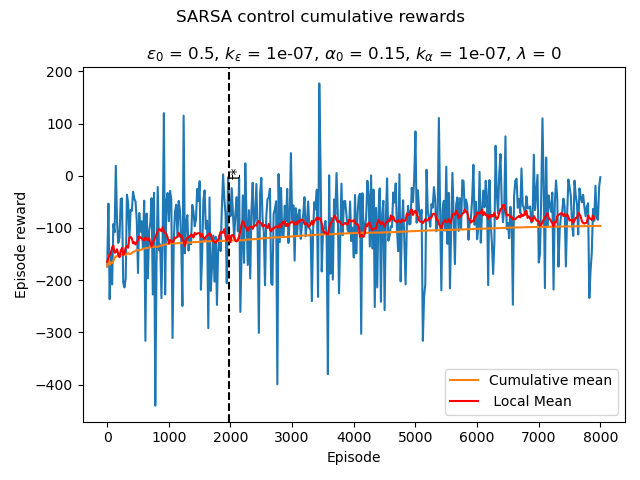 SARSA control cumulative rewards
ε₀ = 0.5, kε = 1e-07, α₀ = 0.15, kα = 1e-07, λ = 0
Episode reward
200
100
0
−100
−200
−300
−400
0 1000 2000 3000 4000 5000 6000 7000 8000
Episode
Cumulative mean
Local Mean